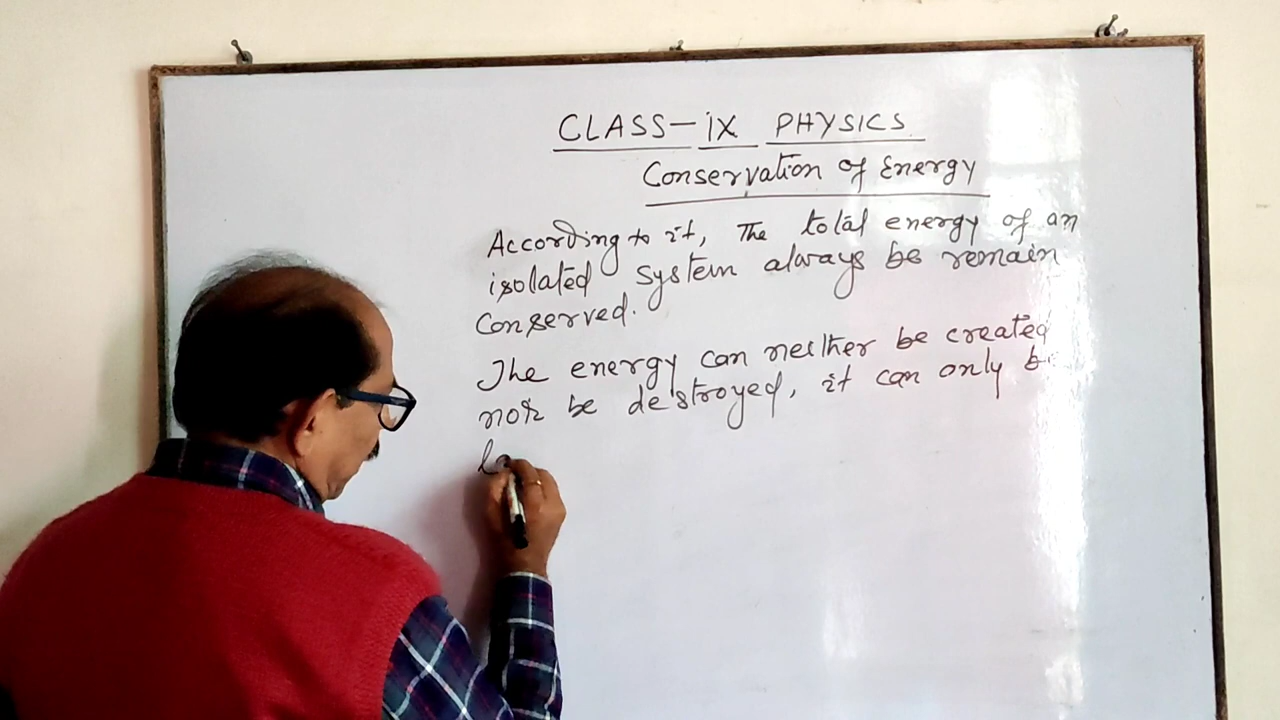 CLASS-IX PHYSICS
Conservation of Energy
According to it, The total energy of an
isolated system always be remain
conserved.
The energy can neither be created
nor be destroyed, it can only